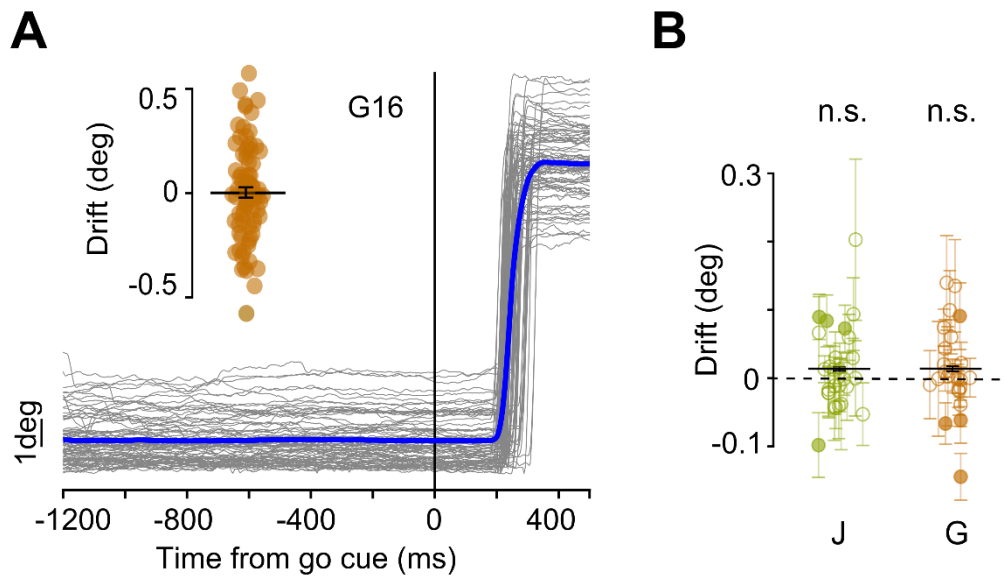 A
B
G16
n.s.
n.s.
Drift (deg)
0.5
0
-0.5
1deg
-1200
-800
-400
0
400
Time from go cue (ms)
Drift (deg)
0.3
0
-0.1
J
G